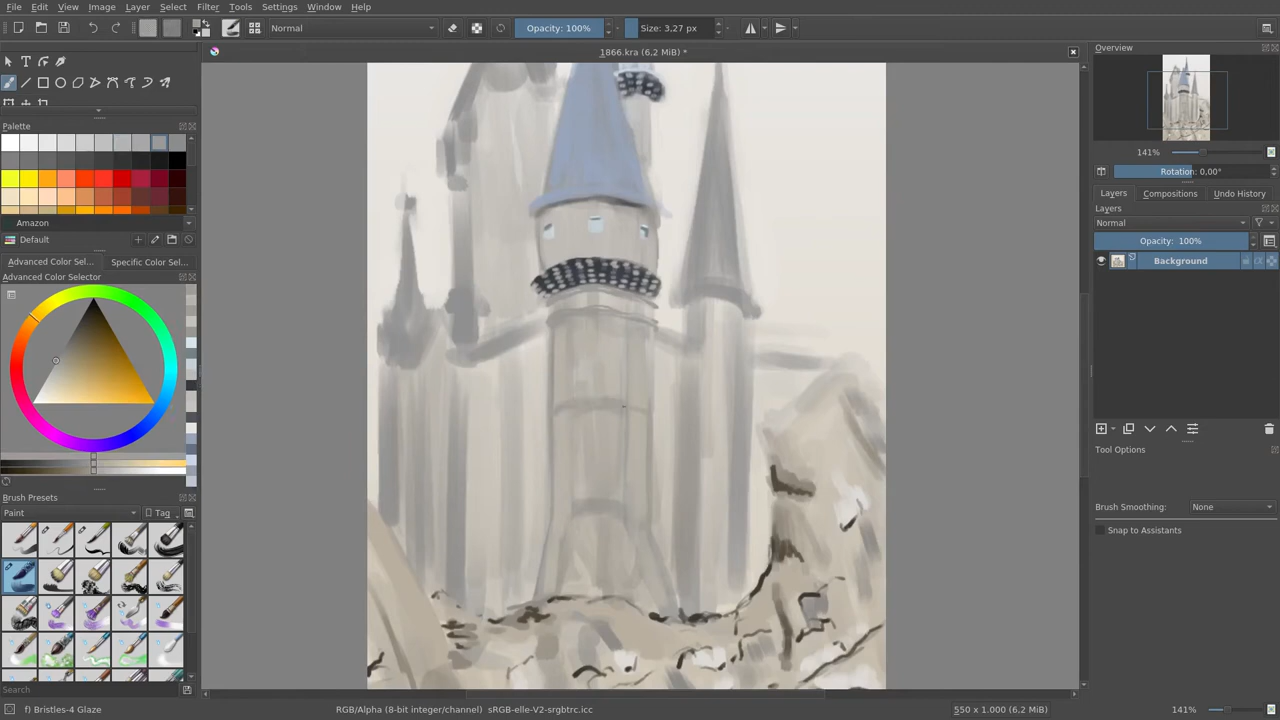 File Edit View Image Layer Select Filter Tools Settings Window Help
Normal Opacity: 100% Size: 3,27 px
1866.kra (6,2 MiB) *
Overview
141%
Rotation: 0,00°
Palette
Amazon
Default
Advanced Color Sel... Specific Color Sel...
Advanced Color Selector
Brush Presets
Paint Tag
Search
Layers Compositions Undo History
Layers
Normal
Opacity: 100%
Background
Tool Options
Brush Smoothing: None
Snap to Assistants
f) Bristles-4 Glaze RGB/Alpha (8-bit integer/channel) sRGB-elle-V2-srgbtrc.icc 550 x 1.000 (6,2 MiB) 141%